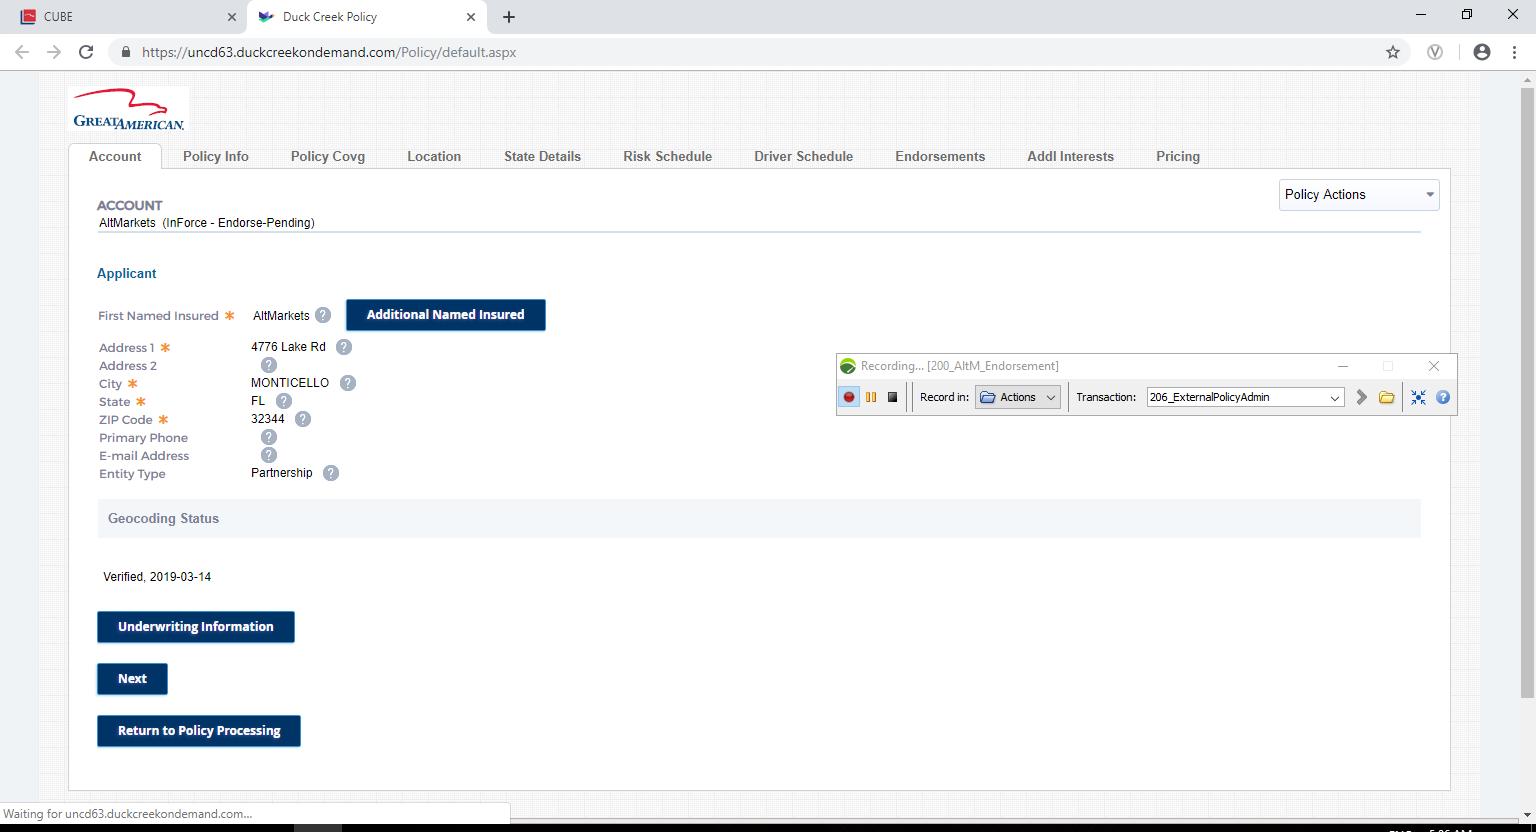 CUBE
Duck Creek Policy
https://uncd63.duckcreekondemand.com/Policy/default.aspx
GREATAMERICAN.
Account Policy Info Policy Covg Location State Details Risk Schedule Driver Schedule Endorsements Addl Interests Pricing
Policy Actions
ACCOUNT
AltMarkets (InForce - Endorse-Pending)
Applicant
First Named Insured * AltMarkets ? Additional Named Insured
Address 1 * 4776 Lake Rd ?
Address 2 ?
City * MONTICELLO ?
State * FL ?
ZIP Code * 32344 ?
Primary Phone ?
E-mail Address ?
Entity Type Partnership ?
Recording... [200_AltM_Endorsement]
Record in: Actions Transaction: 206_ExternalPolicyAdmin ?
Geocoding Status
Verified, 2019-03-14
Underwriting Information
Next
Return to Policy Processing
Waiting for uncd63.duckcreekondemand.com...